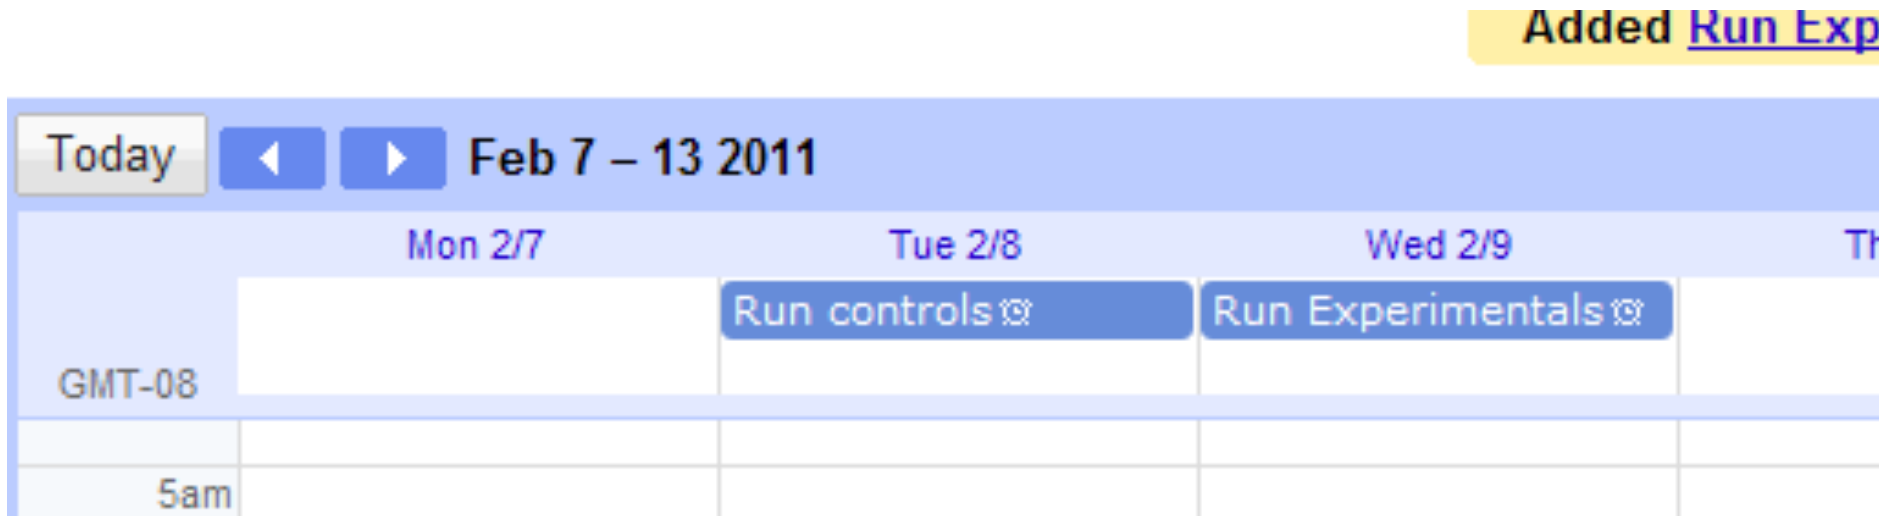 Added Run Exp
Today
Feb 7 – 13 2011
Mon 2/7 Tue 2/8 Wed 2/9 Th
Run controls Run Experimentals
GMT-08
5am